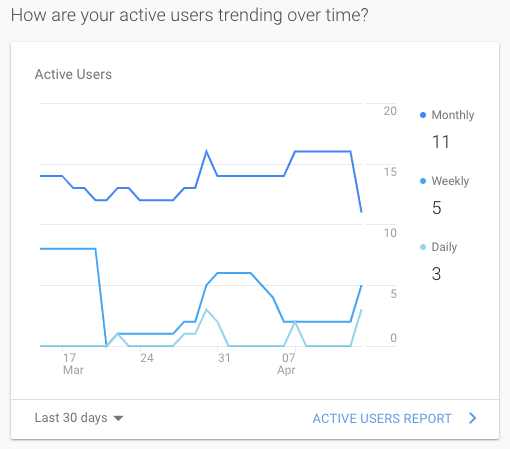 How are your active users trending over time?
Active Users
20
15
10
5
0
17
Mar
24
31
07
Apr
Monthly
11
Weekly
5
Daily
3
Last 30 days
ACTIVE USERS REPORT